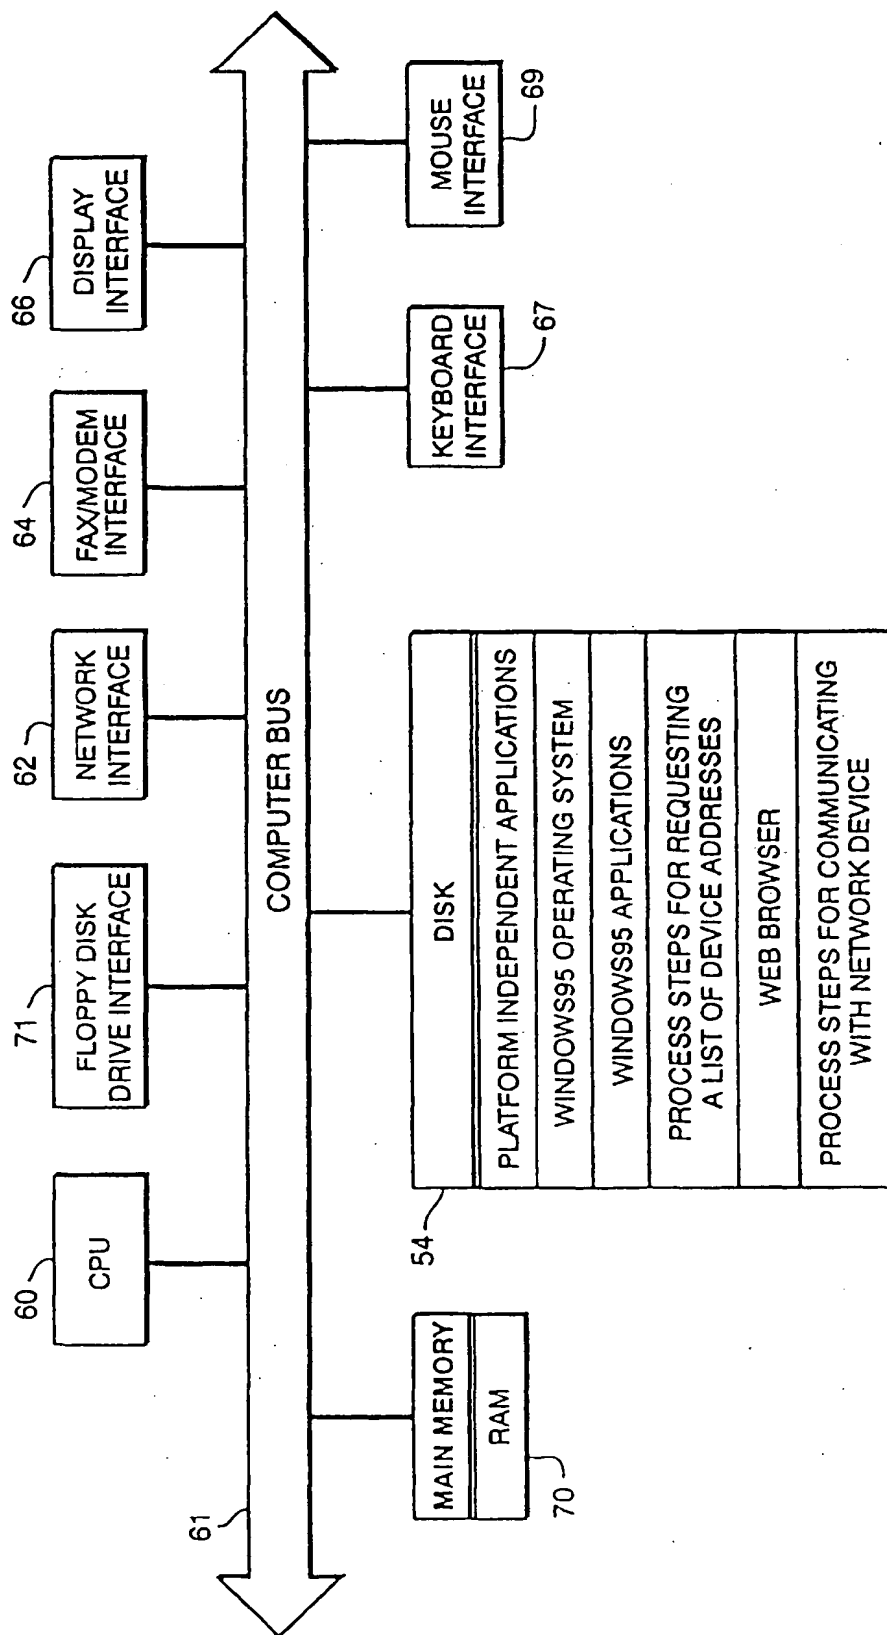 60
CPU
71
FLOPPY DISK
DRIVE INTERFACE
62
NETWORK
INTERFACE
64
FAX/MODEM
INTERFACE
66
DISPLAY
INTERFACE
61
COMPUTER BUS
MAIN MEMORY
RAM
70
54
DISK
PLATFORM INDEPENDENT APPLICATIONS
WINDOWS95 OPERATING SYSTEM
WINDOWS95 APPLICATIONS
PROCESS STEPS FOR REQUESTING
A LIST OF DEVICE ADDRESSES
WEB BROWSER
PROCESS STEPS FOR COMMUNICATING
WITH NETWORK DEVICE
KEYBOARD
INTERFACE
67
MOUSE
INTERFACE
69